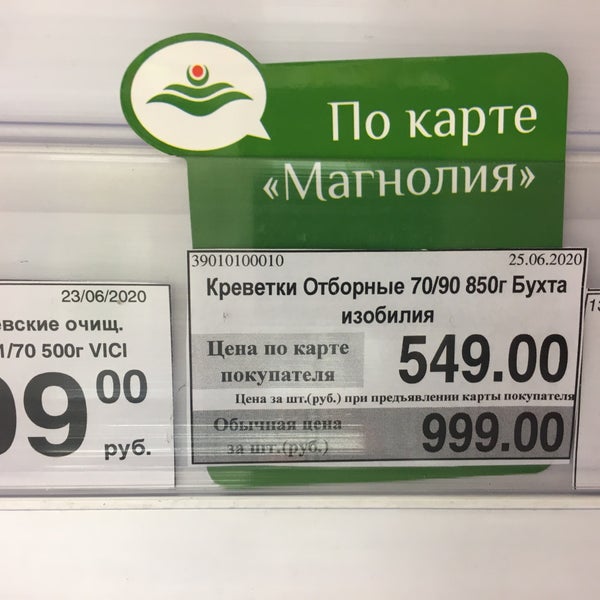 По карте
«Магнолия»
39010100010 25.06.2020
Креветки Отборные 70/90 850г Бухта
изобилия
Цена по карте
покупателя
549.00
Цена за шт.(руб.) при предъявлении карты покупателя
Обычная цена
за шт.(руб.)
999.00
23/06/2020
евские очищ.
1/70 500г VICI
99 00
руб.